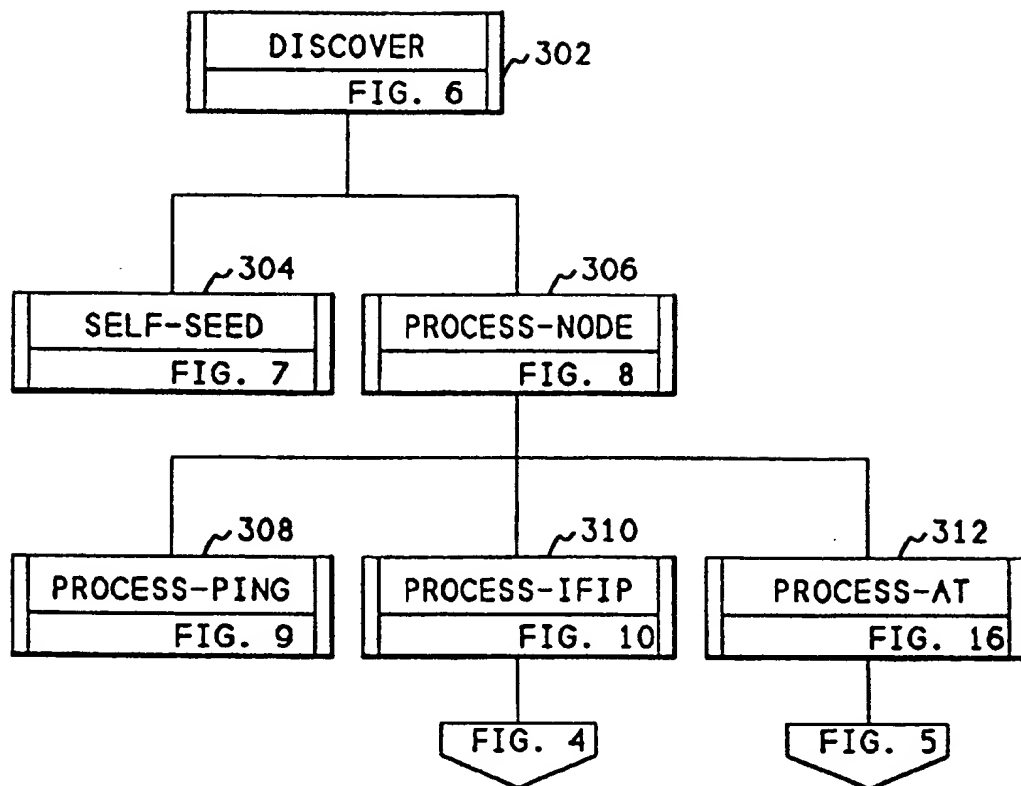 DISCOVER
302
FIG. 6
304
306
SELF-SEED
PROCESS-NODE
FIG. 7
FIG. 8
308
310
312
PROCESS-PING
PROCESS-IFIP
PROCESS-AT
FIG. 9
FIG. 10
FIG. 16
FIG. 4
FIG. 5